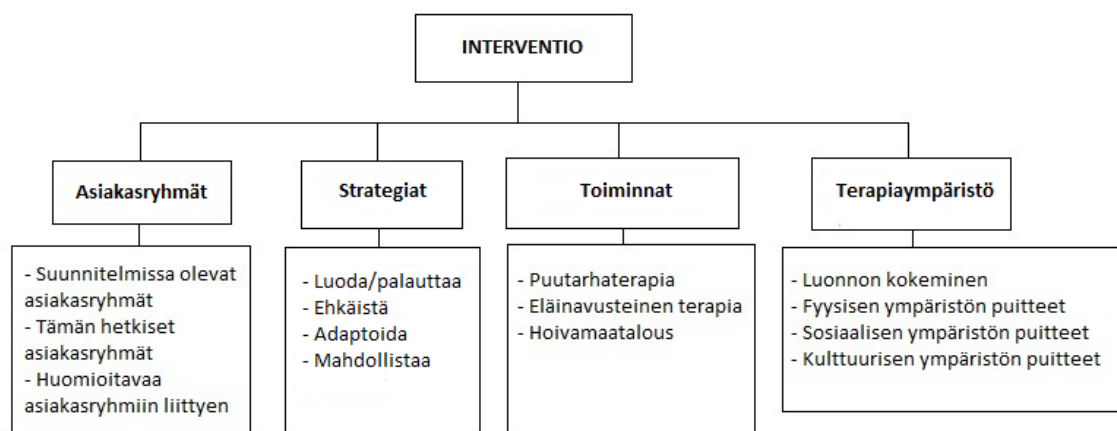 INTERVENTIO
Asiakasryhmät
Strategiat
Toiminnat
Terapiaympäristö
- Suunnitelmissa olevat
asiakasryhmät
- Tämän hetkiset
asiakasryhmät
- Huomioitavaa
asiakasryhmiin liittyen
- Luoda/palauttaa
- Ehkäistä
- Adaptoida
- Mahdollistaa
- Puutarhaterapia
- Eläinavusteinen terapia
- Hoivamaatalous
- Luonnon kokeminen
- Fyysisen ympäristön puitteet
- Sosiaalisen ympäristön puitteet
- Kulttuurisen ympäristön puitteet